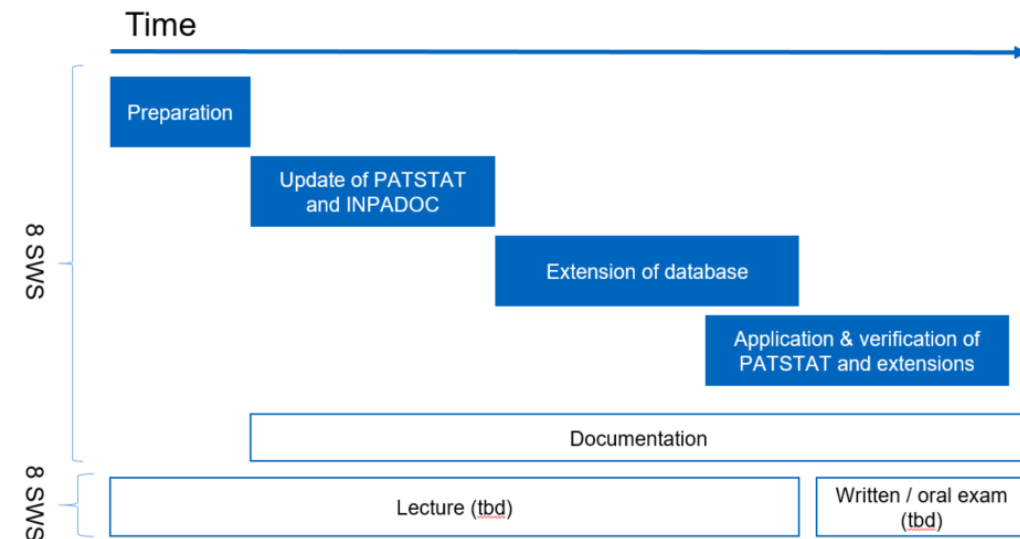 Time
Preparation
Update of PATSTAT
and INPADOC
8 SWS
Extension of database
Application & verification of
PATSTAT and extensions
Documentation
8 SWS
Lecture (tbd)
Written / oral exam
(tbd)